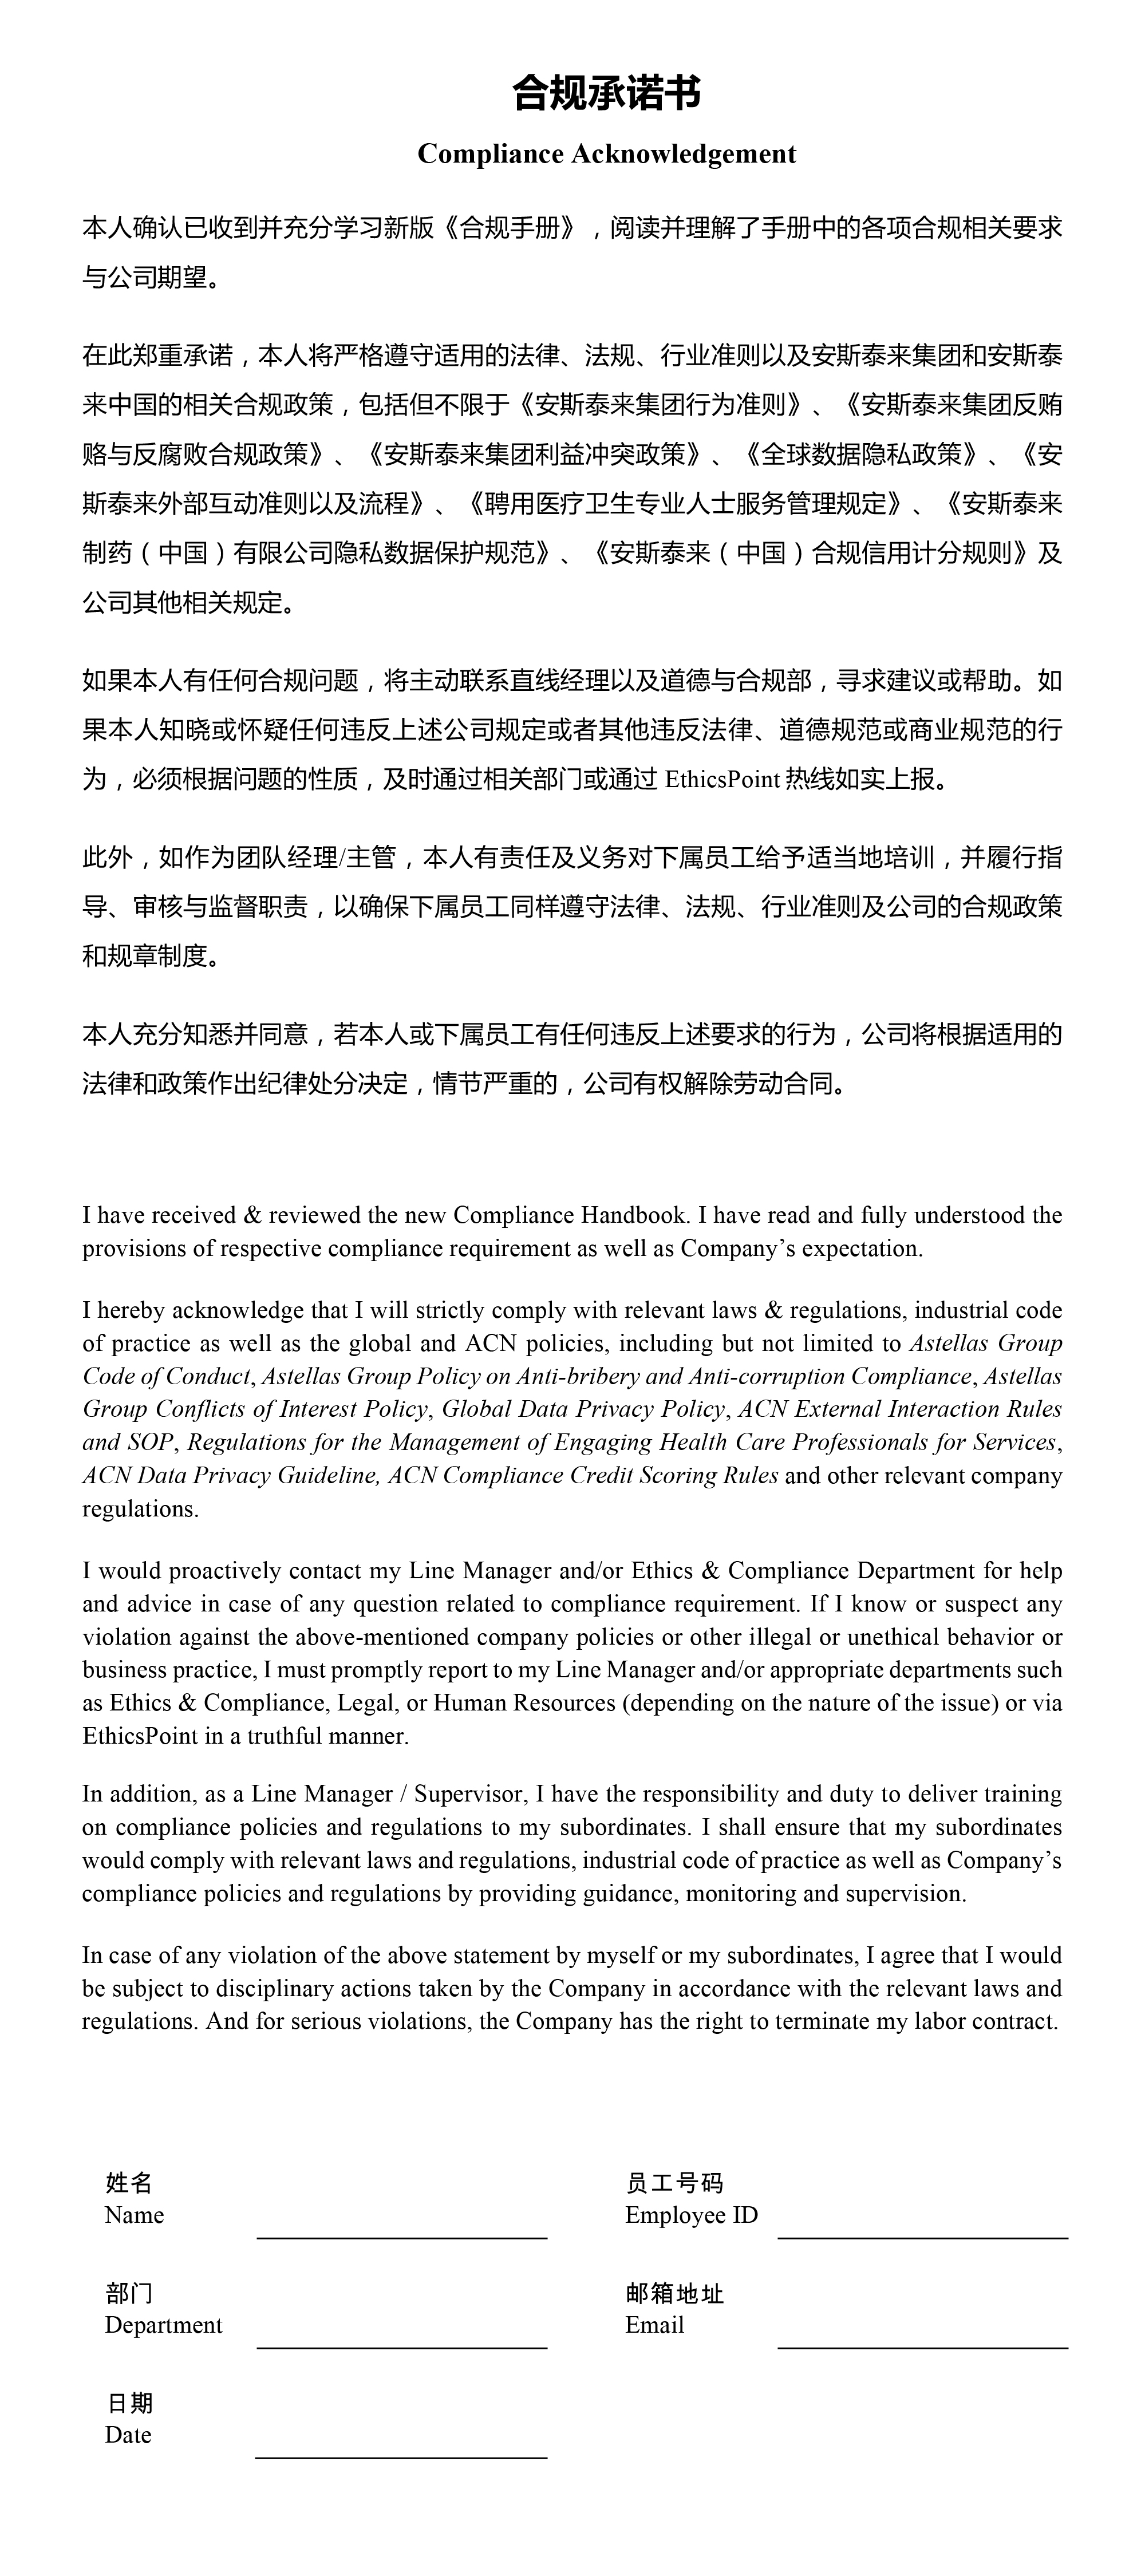 合规承诺书
Compliance Acknowledgement
本人确认已收到并充分学习新版《合规手册》，阅读并理解了手册中的各项合规相关要求
与公司期望。
在此郑重承诺，本人将严格遵守适用的法律、法规、行业准则以及安斯泰来集团和安斯泰
来中国的相关合规政策，包括但不限于《安斯泰来集团行为准则》、《安斯泰来集团反贿
赂与反腐败合规政策》、《安斯泰来集团利益冲突政策》、《全球数据隐私政策》、《安
斯泰来外部互动准则以及流程》、《聘用医疗卫生专业人士服务管理规定》、《安斯泰来
制药（中国）有限公司隐私数据保护规范》、《安斯泰来（中国）合规信用计分规则》及
公司其他相关规定。
如果本人有任何合规问题，将主动联系直线经理以及道德与合规部，寻求建议或帮助。如
果本人知晓或怀疑任何违反上述公司规定或者其他违反法律、道德规范或商业规范的行
为，必须根据问题的性质，及时通过相关部门或通过 EthicsPoint 热线如实上报。
此外，如作为团队经理/主管，本人有责任及义务对下属员工给予适当地培训，并履行指
导、审核与监督职责，以确保下属员工同样遵守法律、法规、行业准则及公司的合规政策
和规章制度。
本人充分知悉并同意，若本人或下属员工有任何违反上述要求的行为，公司将根据适用的
法律和政策作出纪律处分决定，情节严重的，公司有权解除劳动合同。
I have received & reviewed the new Compliance Handbook. I have read and fully understood the
provisions of respective compliance requirement as well as Company’s expectation.
I hereby acknowledge that I will strictly comply with relevant laws & regulations, industrial code
of practice as well as the global and ACN policies, including but not limited to Astellas Group
Code of Conduct, Astellas Group Policy on Anti-bribery and Anti-corruption Compliance, Astellas
Group Conflicts of Interest Policy, Global Data Privacy Policy, ACN External Interaction Rules
and SOP, Regulations for the Management of Engaging Health Care Professionals for Services,
ACN Data Privacy Guideline, ACN Compliance Credit Scoring Rules and other relevant company
regulations.
I would proactively contact my Line Manager and/or Ethics & Compliance Department for help
and advice in case of any question related to compliance requirement. If I know or suspect any
violation against the above-mentioned company policies or other illegal or unethical behavior or
business practice, I must promptly report to my Line Manager and/or appropriate departments such
as Ethics & Compliance, Legal, or Human Resources (depending on the nature of the issue) or via
EthicsPoint in a truthful manner.
In addition, as a Line Manager / Supervisor, I have the responsibility and duty to deliver training
on compliance policies and regulations to my subordinates. I shall ensure that my subordinates
would comply with relevant laws and regulations, industrial code of practice as well as Company’s
compliance policies and regulations by providing guidance, monitoring and supervision.
In case of any violation of the above statement by myself or my subordinates, I agree that I would
be subject to disciplinary actions taken by the Company in accordance with the relevant laws and
regulations. And for serious violations, the Company has the right to terminate my labor contract.
姓名
Name
员工号码
Employee ID
部门
Department
邮箱地址
Email
日期
Date